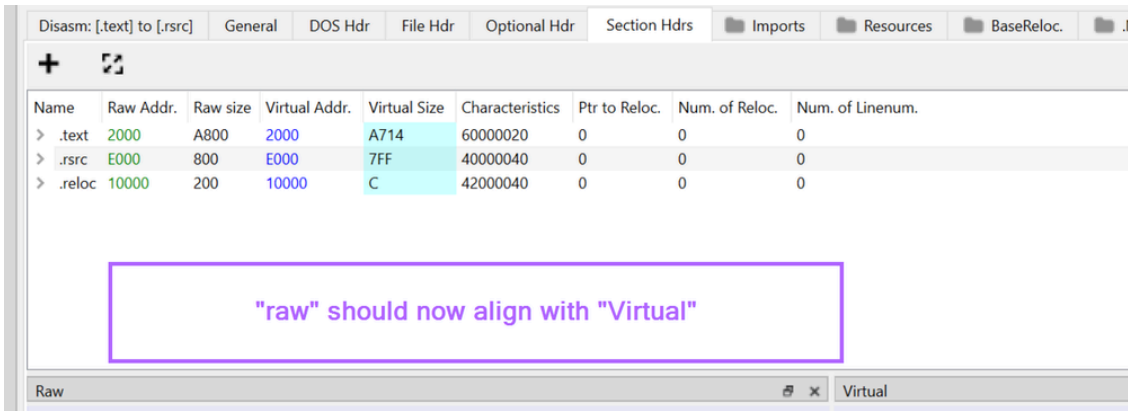 Disasm: [.text] to [.rsrc] General DOS Hdr File Hdr Optional Hdr Section Hdrs Imports Resources BaseReloc.
Name Raw Addr. Raw size Virtual Addr. Virtual Size Characteristics Ptr to Reloc. Num. of Reloc. Num. of Linenum.
> .text 2000 A800 2000 A714 60000020 0 0 0
> .rsrc E000 800 E000 7FF 40000040 0 0 0
> .reloc 10000 200 10000 C 42000040 0 0 0
"raw" should now align with "Virtual"
Raw Virtual